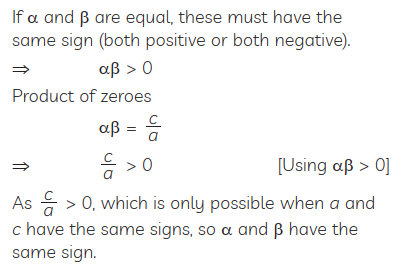 If α and β are equal, these must have the
same sign (both positive or both negative).
⇒ αβ > 0
Product of zeroes
αβ = c/a
⇒ c/a > 0 [Using αβ > 0]
As c/a > 0, which is only possible when a and
c have the same signs, so α and β have the
same sign.